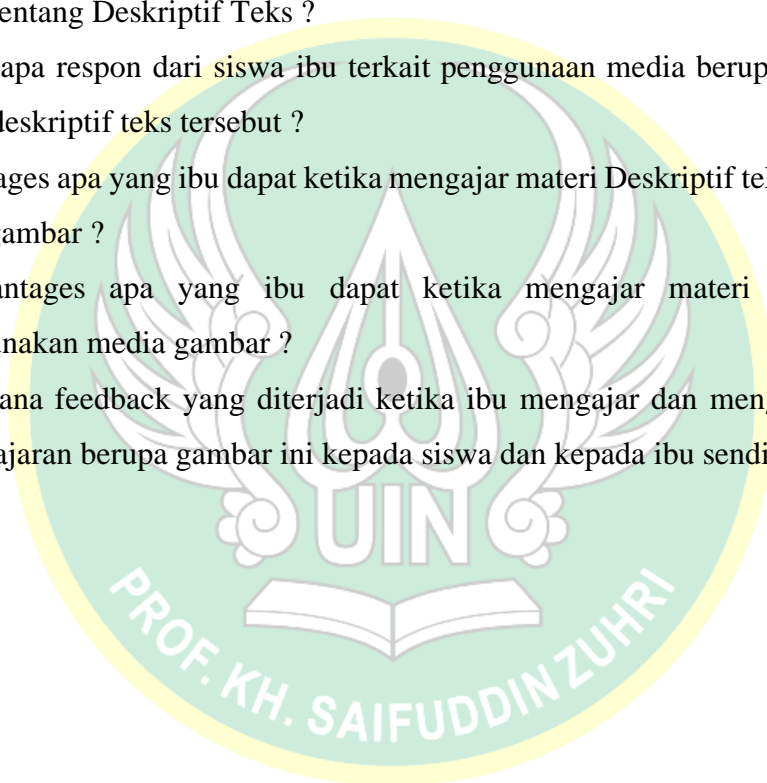 entang Deskriptif Teks ?
apa respon dari siswa ibu terkait penggunaan media berup
deskriptif teks tersebut ?
ages apa yang ibu dapat ketika mengajar materi Deskriptif te
gambar ?
antages apa yang ibu dapat ketika mengajar materi
unakan media gambar ?
ana feedback yang diterjadi ketika ibu mengajar dan meng
ajaran berupa gambar ini kepada siswa dan kepada ibu sendi
UIN
PROF. KH. SAIFUDDIN ZUHRI